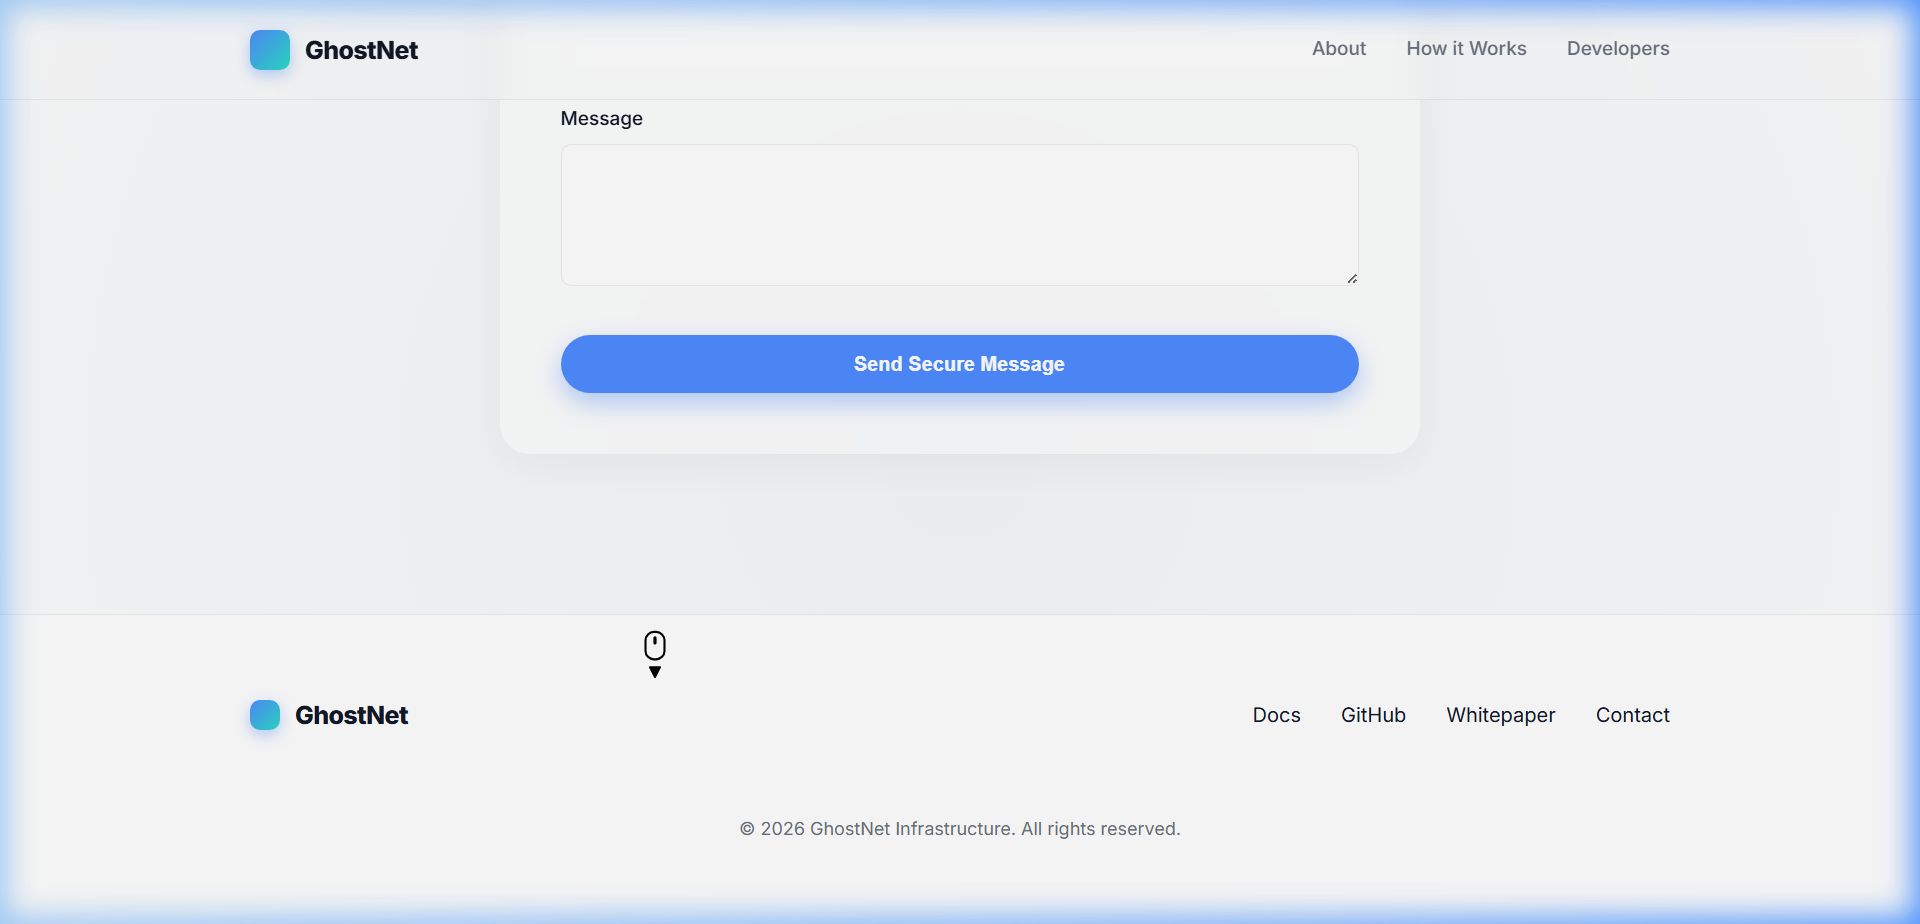 GhostNet
About
How it Works
Developers
Message
Send Secure Message
GhostNet
Docs
GitHub
Whitepaper
Contact
© 2026 GhostNet Infrastructure. All rights reserved.